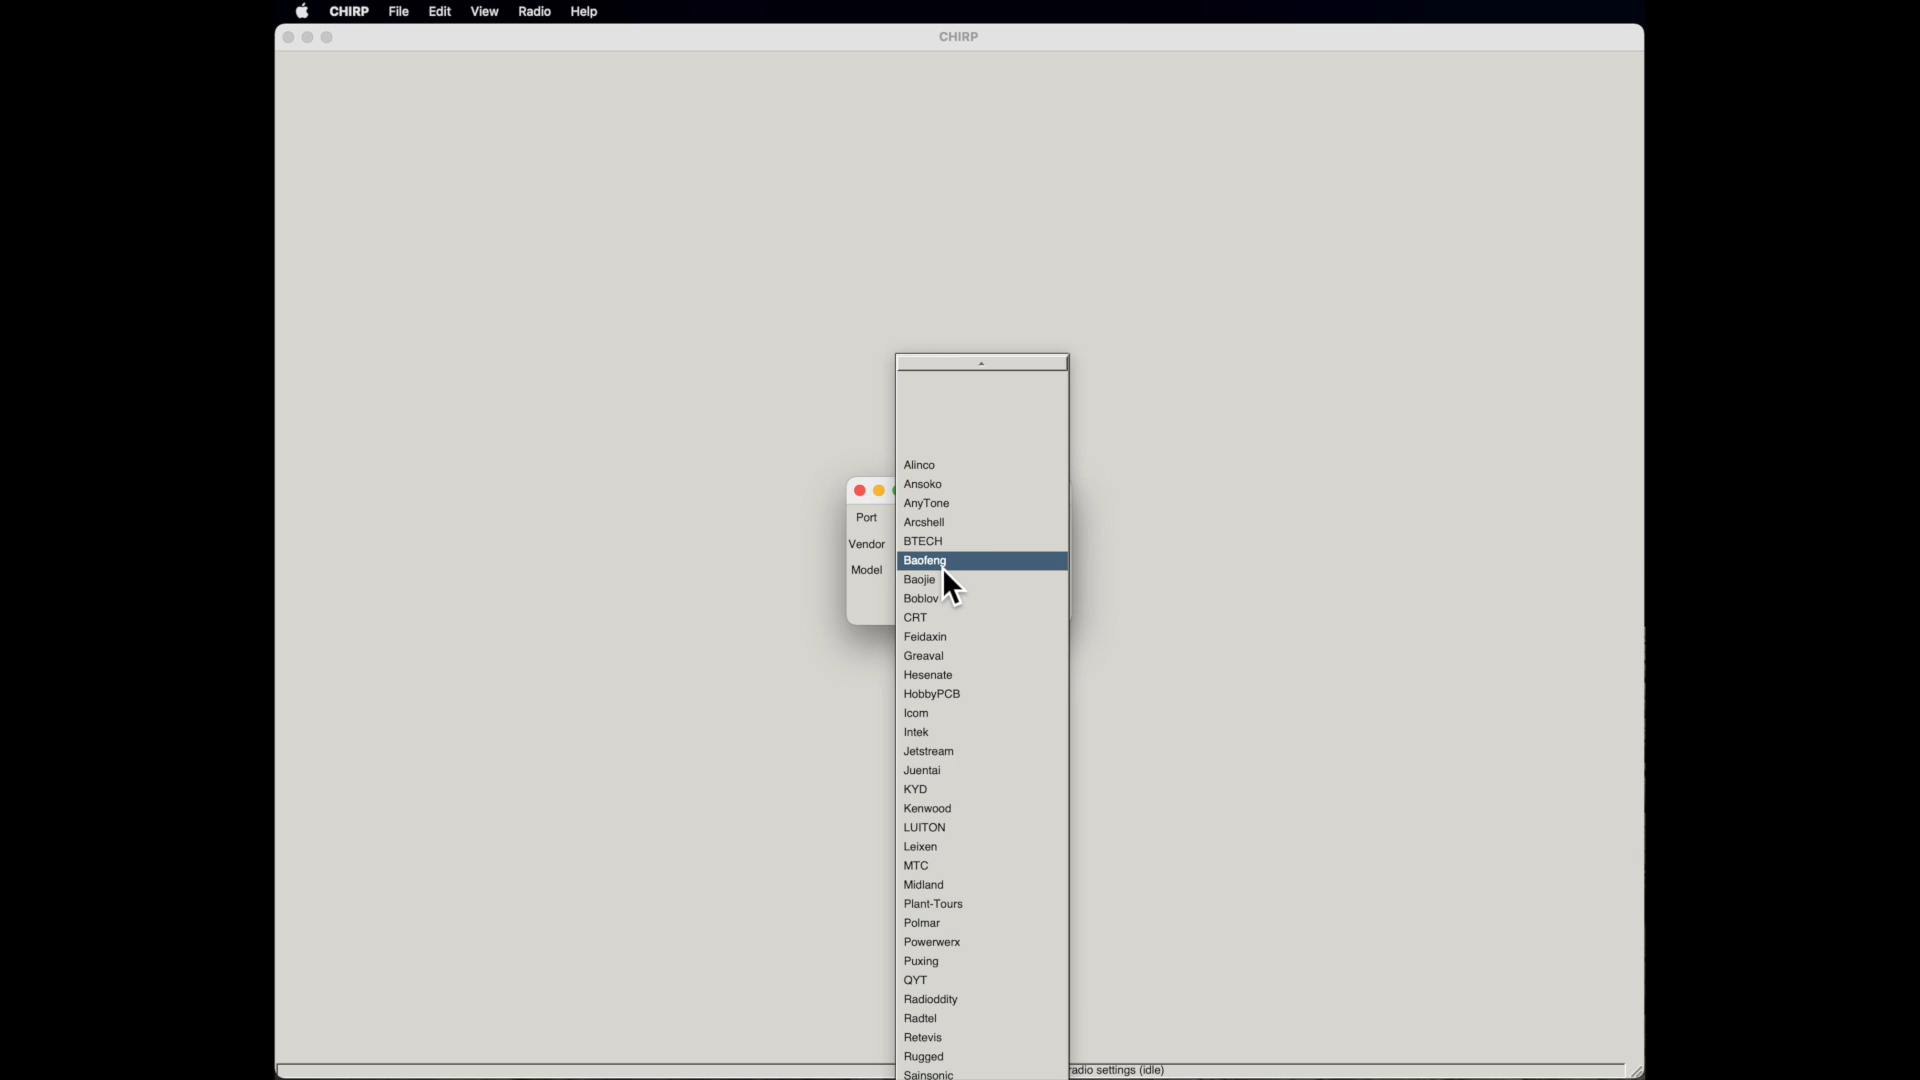 CHIRP File Edit View Radio Help
CHIRP
Port
Vendor
Model
Alinco
Ansoko
AnyTone
Arcshell
BTECH
Baofeng
Baojie
Boblov
CRT
Feidaxin
Greaval
Hesenate
HobbyPCB
Icom
Intek
Jetstream
Juentai
KYD
Kenwood
LUITON
Leixen
MTC
Midland
Plant-Tours
Polmar
Powerwerx
Puxing
QYT
Radioddity
Radtel
Retevis
Rugged
Sainsonic
radio settings (idle)